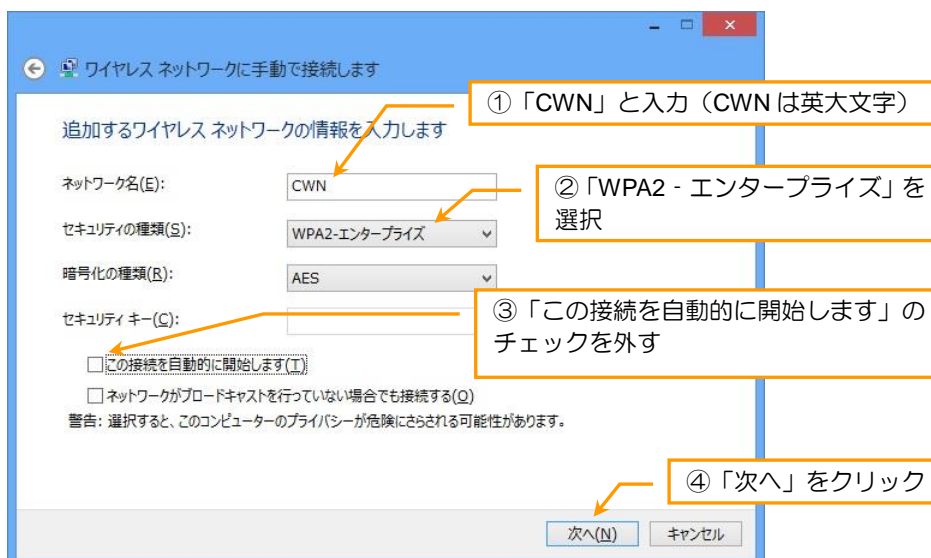 ワイヤレス ネットワークに手動で接続します
①「CWN」と入力（CWN は英大文字）
追加するワイヤレス ネットワークの情報を入力します
ネットワーク名(E):
CWN
②「WPA2‐エンタープライズ」を
選択
セキュリティの種類(S):
WPA2-エンタープライズ
暗号化の種類(R):
AES
セキュリティ キー(C):
③「この接続を自動的に開始します」の
チェックを外す
この接続を自動的に開始します(T)
ネットワークがブロードキャストを行っていない場合でも接続する(O)
警告: 選択すると、このコンピューターのプライバシーが危険にさらされる可能性があります。
④「次へ」をクリック
次へ(N)
キャンセル